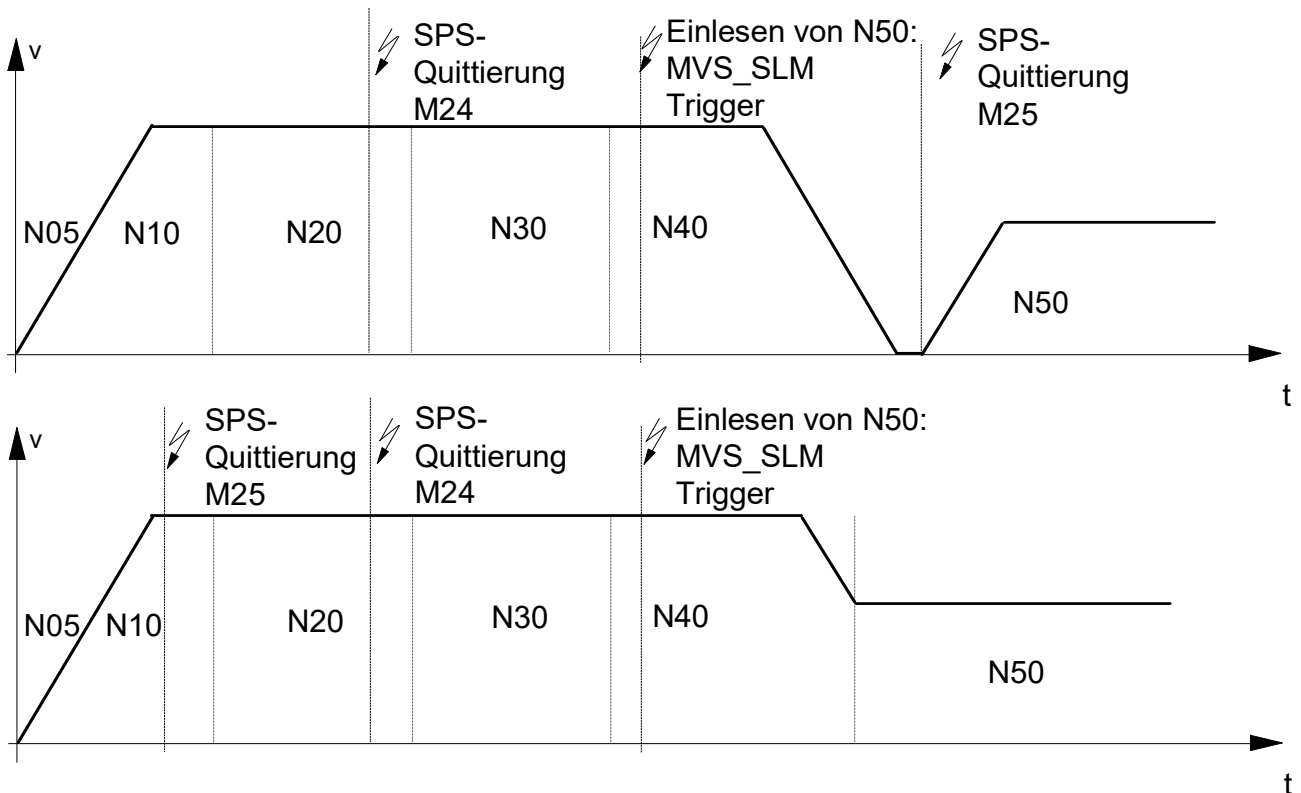 v
SPS-
Quittierung
M24
Einlesen von N50:
MVS_SLM
Trigger
SPS-
Quittierung
M25
N05
N10
N20
N30
N40
N50
t
v
SPS-
Quittierung
M25
SPS-
Quittierung
M24
Einlesen von N50:
MVS_SLM
Trigger
N05
N10
N20
N30
N40
N50
t